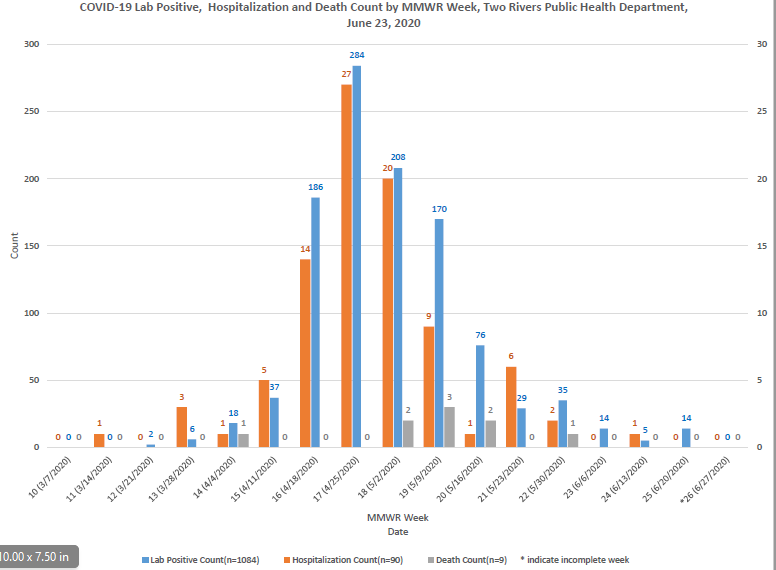 COVID-19 Lab Positive, Hospitalization and Death Count by MMWR Week, Two Rivers Public Health Department,
June 23, 2020
300 30
284
27
250 25
208
200 20 20
186
170
150 14 15
Count
100 9 10
76
6
50 5 37 35 5
3 29
1 18 2 3 2 2 14 1 14
0 0 0 0 1 0 0 0 2 0 6 0 1 1 0 0 0 1 0 1 0 0 5 0 0 0 0 0 0 0
10 (3/7/2020)
11 (3/14/2020)
12 (3/21/2020)
13 (3/28/2020)
14 (4/4/2020)
15 (4/11/2020)
16 (4/18/2020)
17 (4/25/2020)
18 (5/2/2020)
19 (5/9/2020)
20 (5/16/2020)
21 (5/23/2020)
22 (5/30/2020)
23 (6/6/2020)
24 (6/13/2020)
25 (6/20/2020)
*26 (6/27/2020)
MMWR Week
Date
10.00 x 7.50 in
Lab Positive Count(n=1084) Hospitalization Count(n=90) Death Count(n=9) * indicate incomplete week